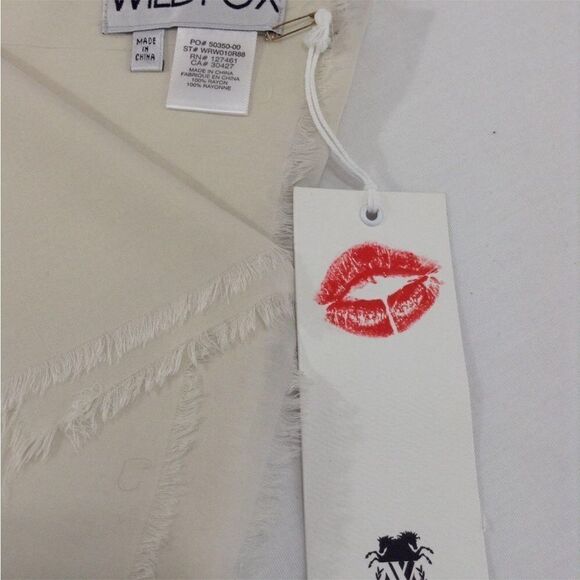 WILDFOX
MADE
IN
CHINA
PO# 50350-00
ST# WRW010R88
RN# 127461
CA# 30427
MADE IN CHINA
FABRIQUE EN CHINE
100% RAYON
100% RAYONNE